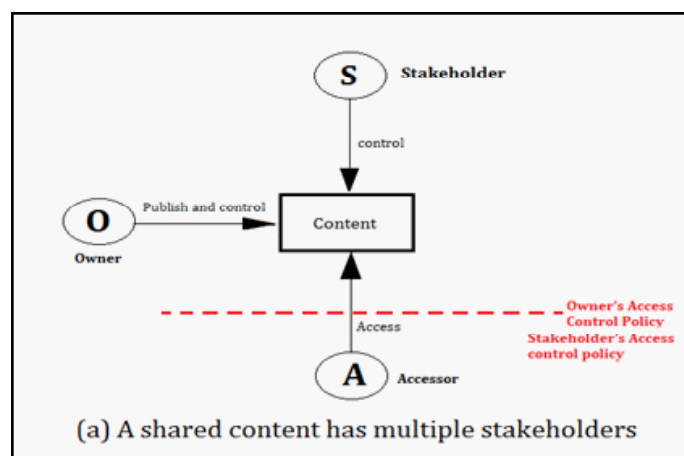 S
Stakeholder
control
Publish and control
O
Content
Owner
Owner's Access
Control Policy
Access
Stakeholder's Access
control policy
A
Accessor
(a) A shared content has multiple stakeholders